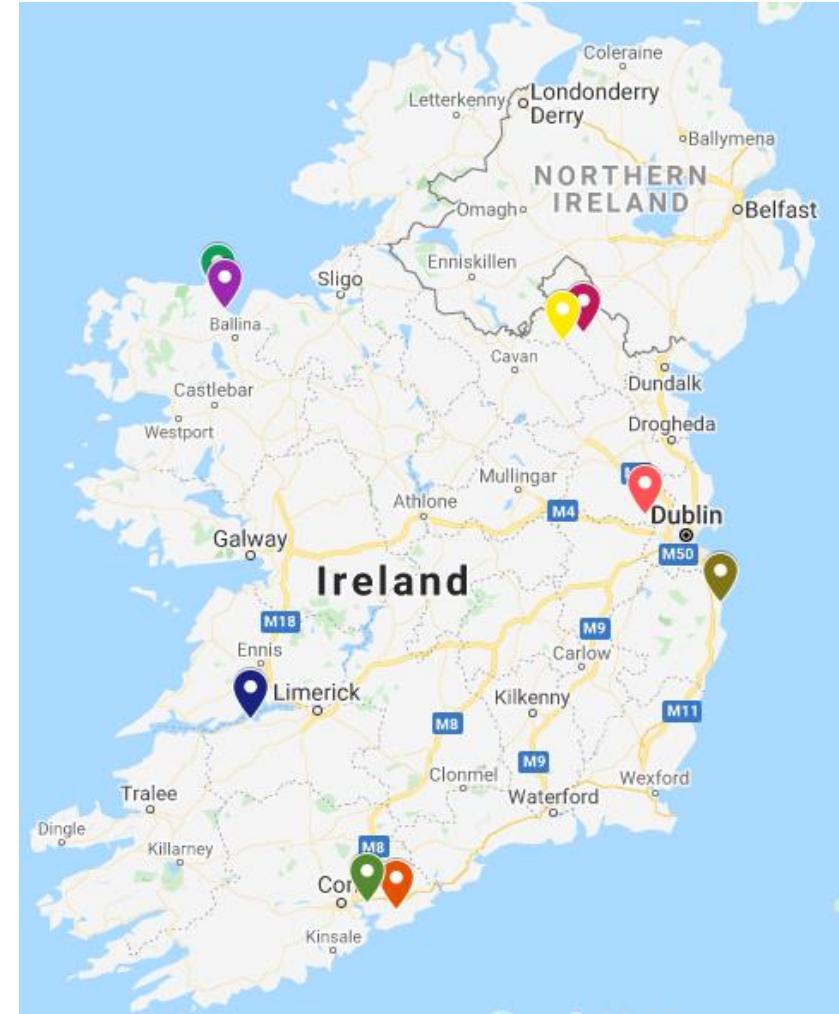 Coleraine
Londonderry
Derry
Letterkenny
Ballymena
NORTHERN
IRELAND
Omagh
Belfast
Enniskillen
Sligo
Ballina
Cavan
Dundalk
Castlebar
Westport
Drogheda
Mullingar
Athlone
M4
Dublin
Galway
M50
Ireland
M18
M9
Ennis
Carlow
Limerick
Kilkenny
M11
M8
M9
Clonmel
Wexford
Tralee
Waterford
Dingle
Killarney
M8
Kinsale